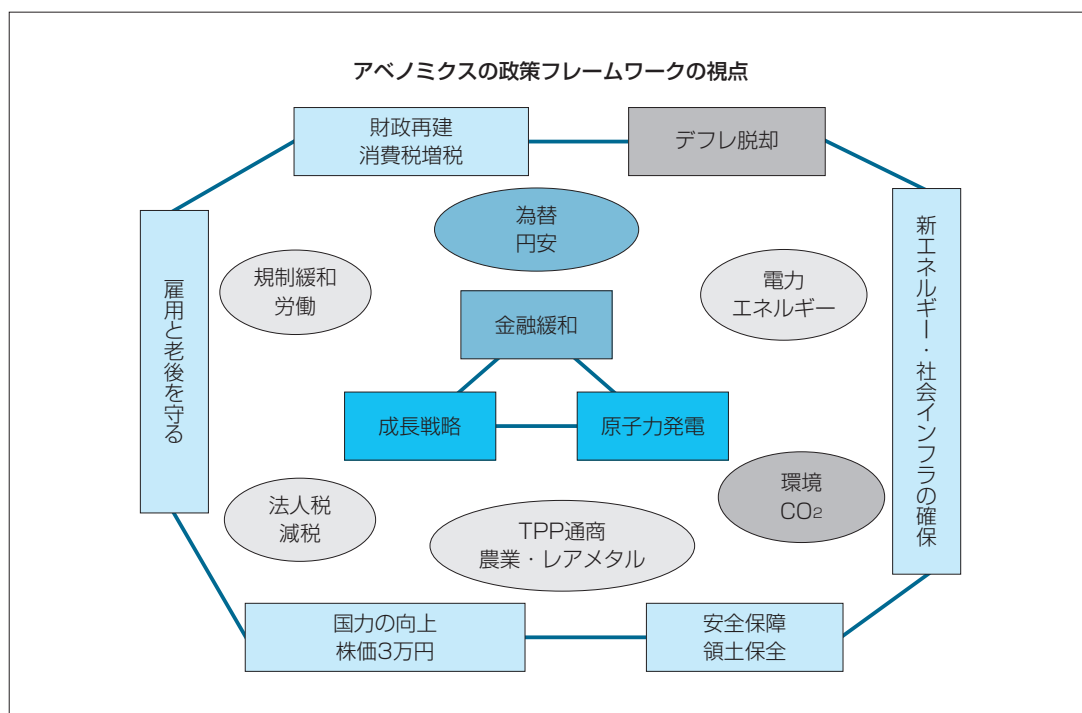 アベノミクスの政策フレームワークの視点
財政再建
消費税増税
デフレ脱却
為替
円安
新エネルギー・社会インフラの確保
雇用と老後を守る
規制緩和
労働
電力
エネルギー
金融緩和
成長戦略
原子力発電
法人税
減税
環境
CO₂
TPP通商
農業・レアメタル
国力の向上
株価3万円
安全保障
領土保全